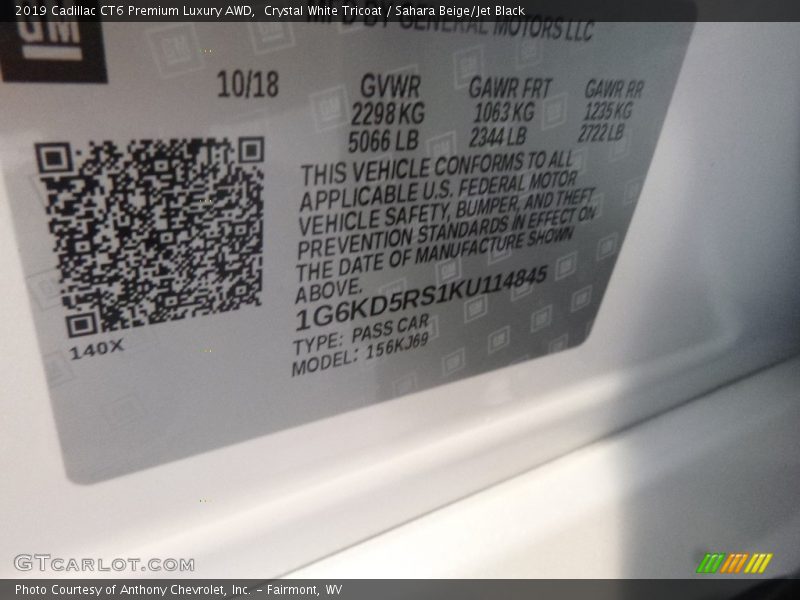 2019 Cadillac CT6 Premium Luxury AWD,  Crystal White Tricoat / Sahara Beige/Jet Black
GM
MFD BY GENERAL MOTORS LLC
10/18
GVWR
2298 KG
5066 LB
GAWR FRT
1063 KG
2344 LB
GAWR RR
1235 KG
2722 LB
THIS VEHICLE CONFORMS TO ALL
APPLICABLE U.S. FEDERAL MOTOR
VEHICLE SAFETY, BUMPER, AND THEFT
PREVENTION STANDARDS IN EFFECT ON
THE DATE OF MANUFACTURE SHOWN
ABOVE.
1G6KD5RS1KU114845
TYPE: PASS CAR
MODEL: 156KJ69
140X
GTCARLOT.COM
Photo Courtesy of Anthony Chevrolet, Inc. – Fairmont, WV